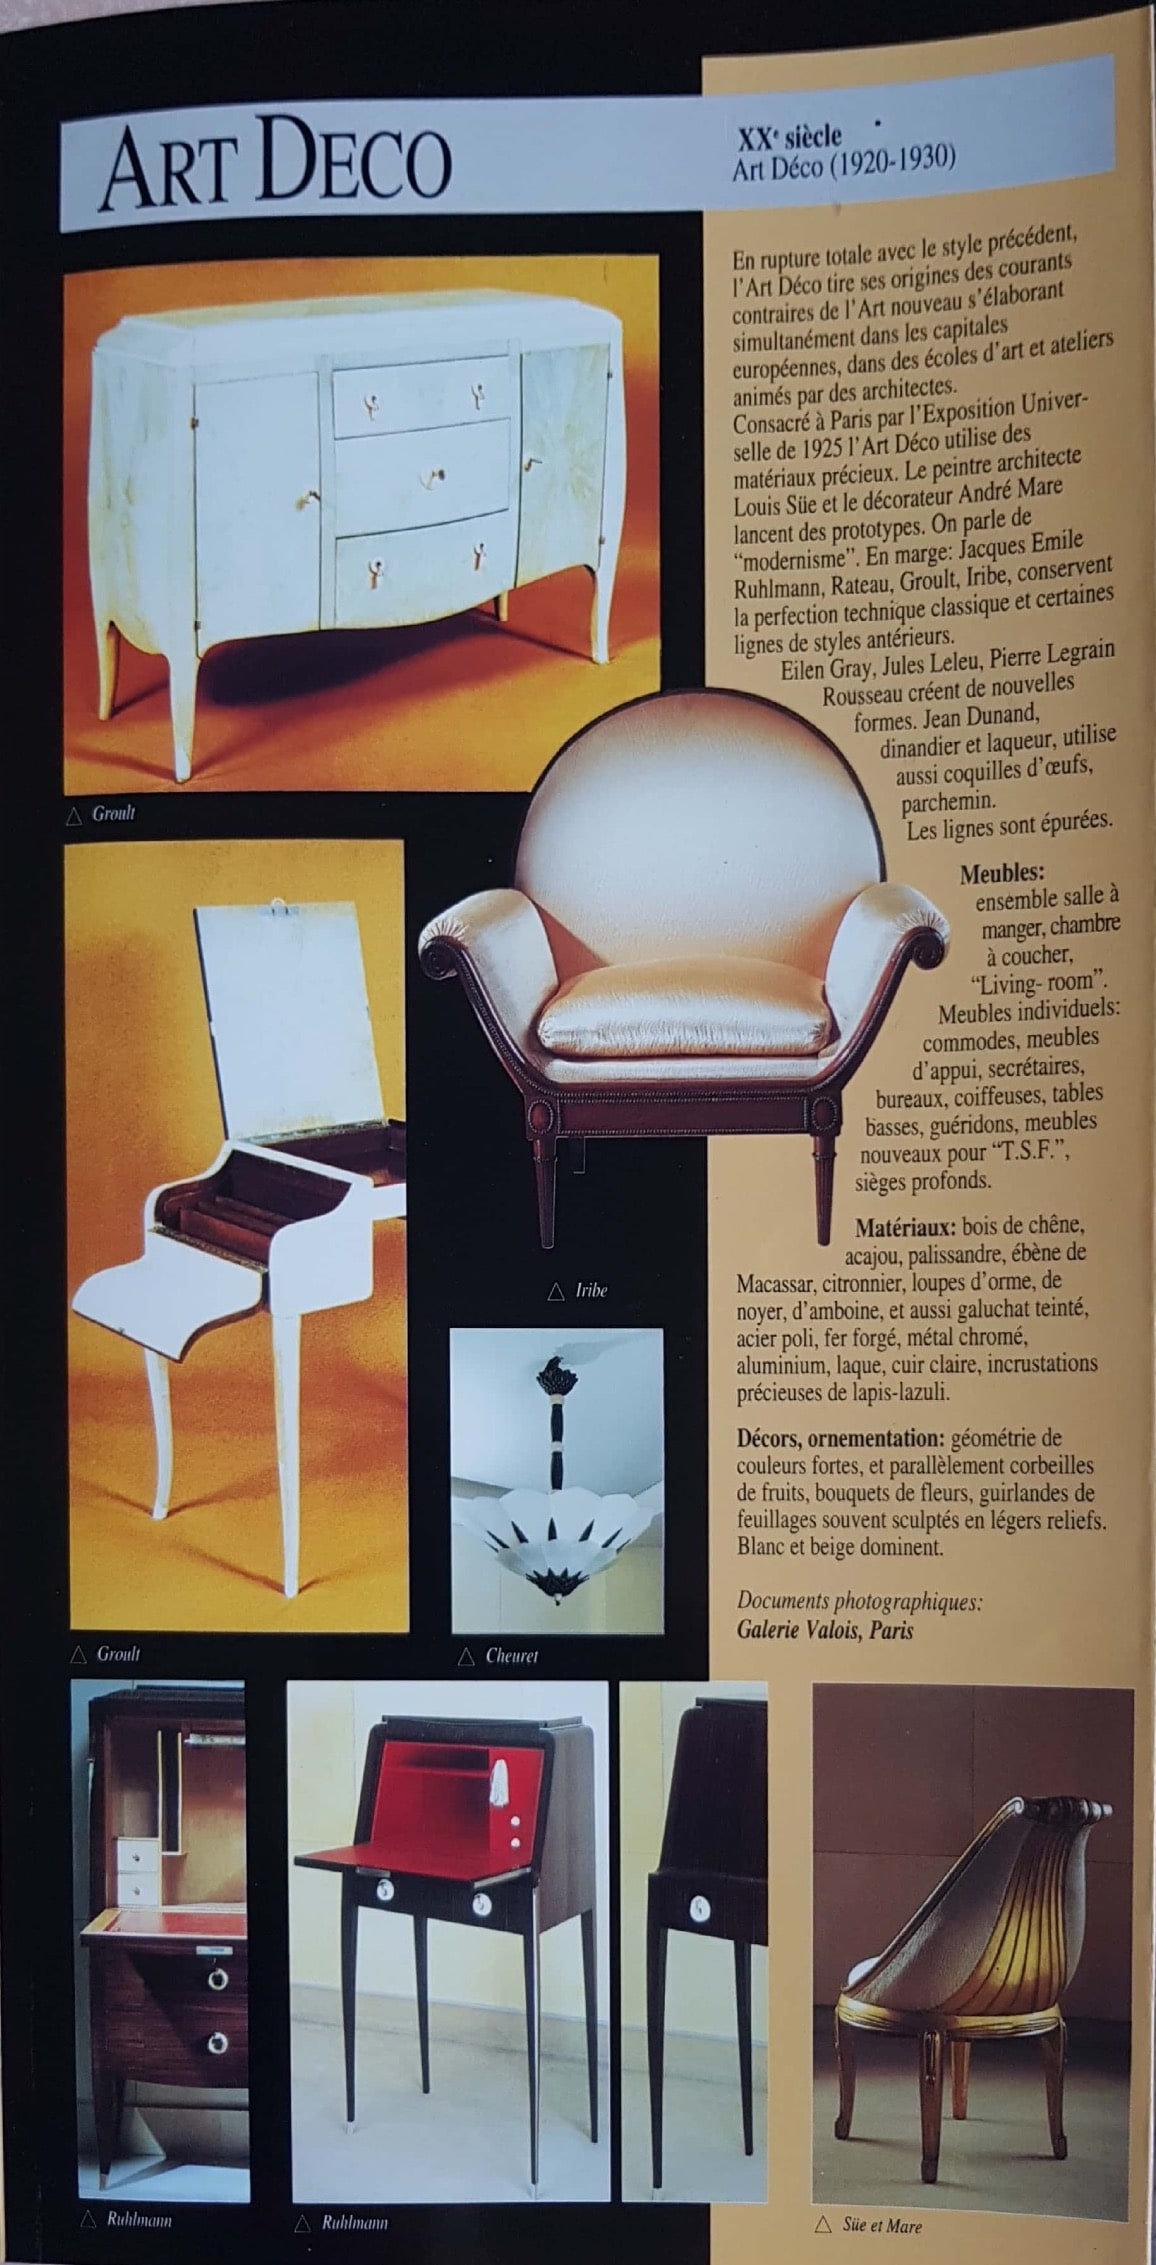 ART DECO
XXe siècle
Art Déco (1920-1930)
En rupture totale avec le style précédent,
l'Art Déco tire ses origines des courants
contraires de l'Art nouveau s'élaborant
simultanément dans les capitales
européennes, dans des écoles d'art et ateliers
animés par des architectes.
Consacré à Paris par l'Exposition Univer-
selle de 1925 l'Art Déco utilise des
matériaux précieux. Le peintre architecte
Louis Süe et le décorateur André Mare
lancent des prototypes. On parle de
“modernisme”. En marge: Jacques Emile
Ruhlmann, Rateau, Groult, Iribe, conservent
la perfection technique classique et certaines
lignes de styles antérieurs.
Eilen Gray, Jules Leleu, Pierre Legrain
Rousseau créent de nouvelles
formes. Jean Dunand,
dinandier et laqueur, utilise
aussi coquilles d'œufs,
parchemin.
Les lignes sont épurées.
Meubles:
ensemble salle à
manger, chambre
à coucher,
“Living- room”.
Meubles individuels:
commodes, meubles
d'appui, secrétaires,
bureaux, coiffeuses, tables
basses, guéridons, meubles
nouveaux pour “T.S.F.”,
sièges profonds.
Matériaux: bois de chêne,
acajou, palissandre, ébène de
Macassar, citronnier, loupes d'orme, de
noyer, d'amboine, et aussi galuchat teinté,
acier poli, fer forgé, métal chromé,
aluminium, laque, cuir claire, incrustations
précieuses de lapis-lazuli.
Décors, ornementation: géométrie de
couleurs fortes, et parallèlement corbeilles
de fruits, bouquets de fleurs, guirlandes de
feuillages souvent sculptés en légers reliefs.
Blanc et beige dominent.
Documents photographiques:
Galerie Valois, Paris
△ Groult
△ Iribe
△ Groult
△ Cheuret
△ Ruhlmann
△ Ruhlmann
△ Süe et Mare